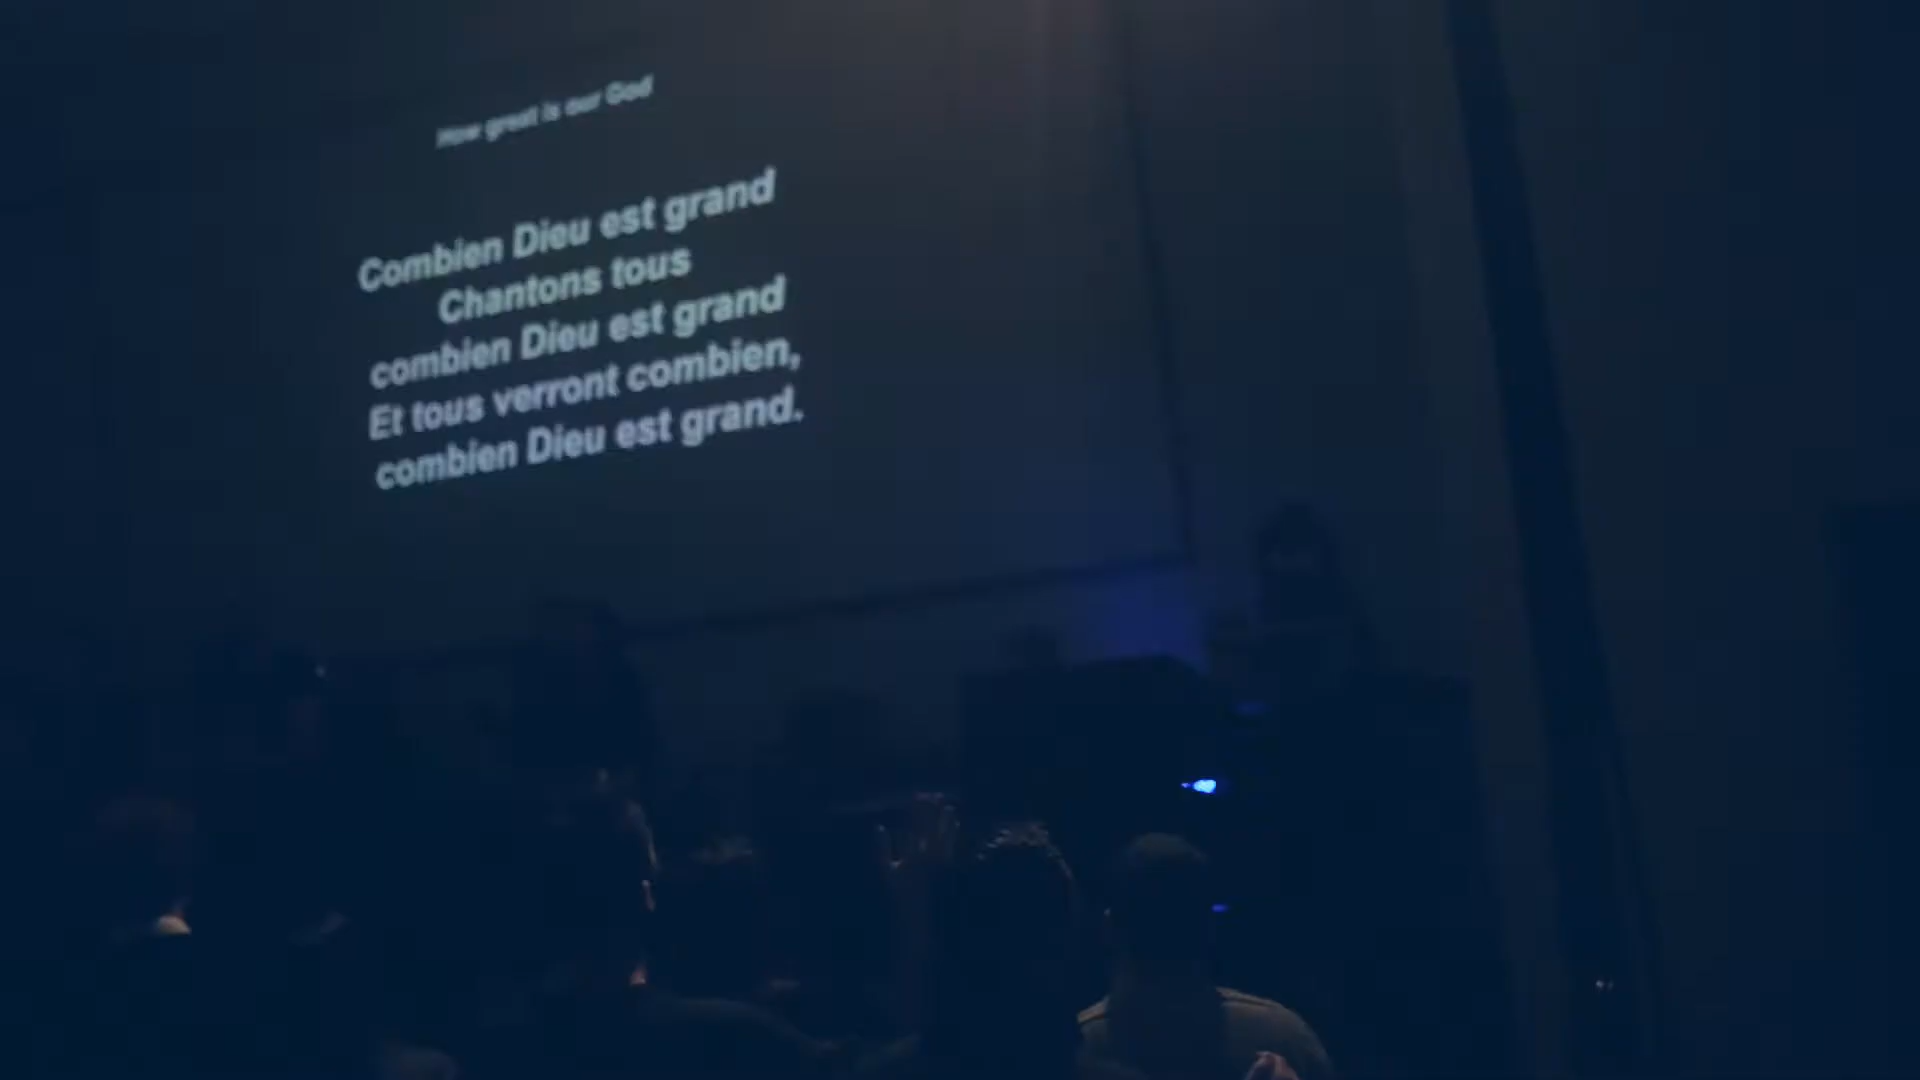 How great is our God
Combien Dieu est grand
Chantons tous
combien Dieu est grand
Et tous verront combien,
combien Dieu est grand.